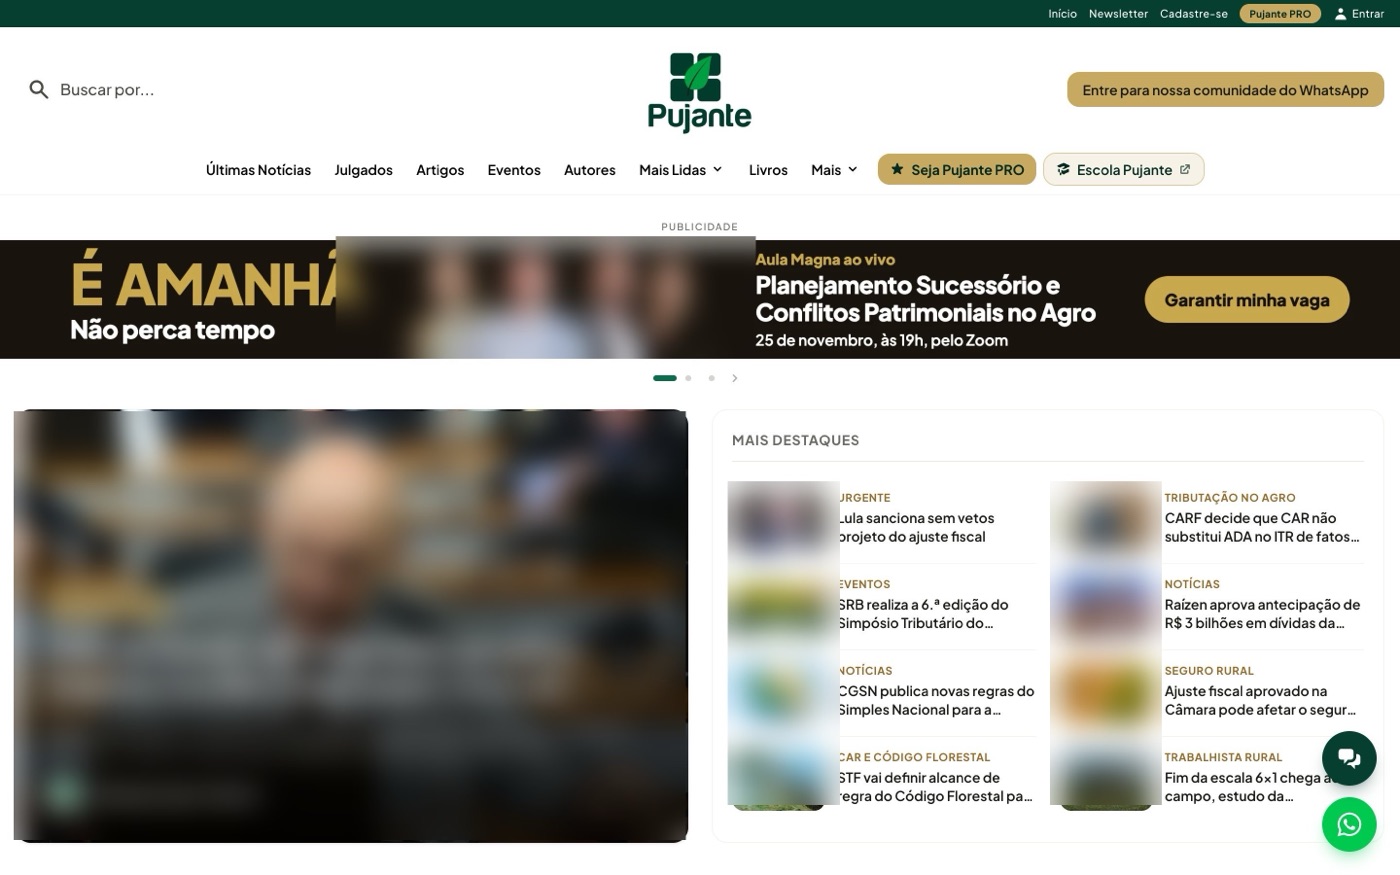 Início Newsletter Cadastre-se Pujante PRO Entrar
Buscar por...
Pujante
Entre para nossa comunidade do WhatsApp
Últimas Notícias Julgados Artigos Eventos Autores Mais Lidas Livros Mais Seja Pujante PRO Escola Pujante
PUBLICIDADE
É AMANHÃ
Não perca tempo
Aula Magna ao vivo
Planejamento Sucessório e
Conflitos Patrimoniais no Agro
25 de novembro, às 19h, pelo Zoom
Garantir minha vaga
MAIS DESTAQUES
URGENTE
Lula sanciona sem vetos
projeto do ajuste fiscal
TRIBUTAÇÃO NO AGRO
CARF decide que CAR não
substitui ADA no ITR de fatos...
EVENTOS
SRB realiza a 6.ª edição do
Simpósio Tributário do...
NOTÍCIAS
Raízen aprova antecipação de
R$ 3 bilhões em dívidas da...
NOTÍCIAS
CGSN publica novas regras do
Simples Nacional para a...
SEGURO RURAL
Ajuste fiscal aprovado na
Câmara pode afetar o segur...
CAR E CÓDIGO FLORESTAL
STF vai definir alcance de
regra do Código Florestal pa...
TRABALHISTA RURAL
Fim da escala 6×1 chega
campo, estudo da...